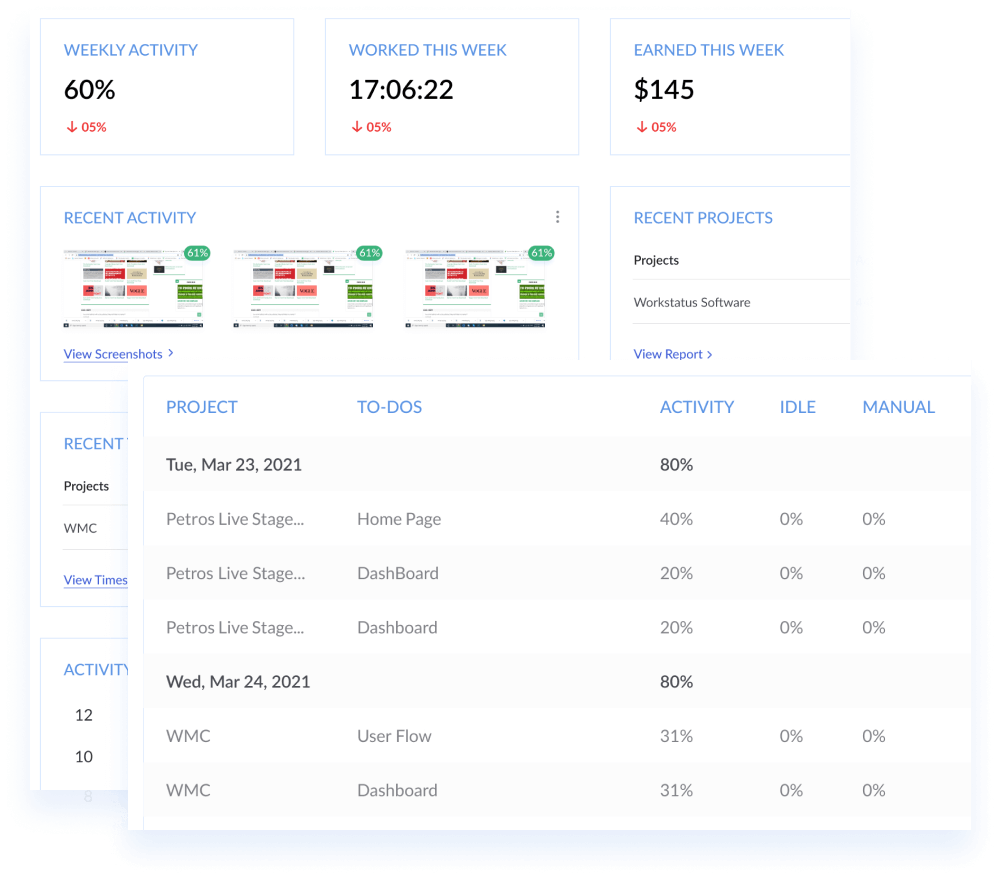 WEEKLY ACTIVITY
60%
05%
WORKED THIS WEEK
17:06:22
05%
EARNED THIS WEEK
$145
05%
RECENT ACTIVITY
61%
61%
61%
VOGUE
VOGUE
VOGUE
View Screenshots
RECENT PROJECTS
Projects
Workstatus Software
View Report
RECENT
Projects
WMC
View Times
ACTIVITY
12
10
8
PROJECT TO-DOS ACTIVITY IDLE MANUAL
Tue, Mar 23, 2021 80%
Petros Live Stage... Home Page 40% 0% 0%
Petros Live Stage... DashBoard 20% 0% 0%
Petros Live Stage... Dashboard 20% 0% 0%
Wed, Mar 24, 2021 80%
WMC User Flow 31% 0% 0%
WMC Dashboard 31% 0% 0%